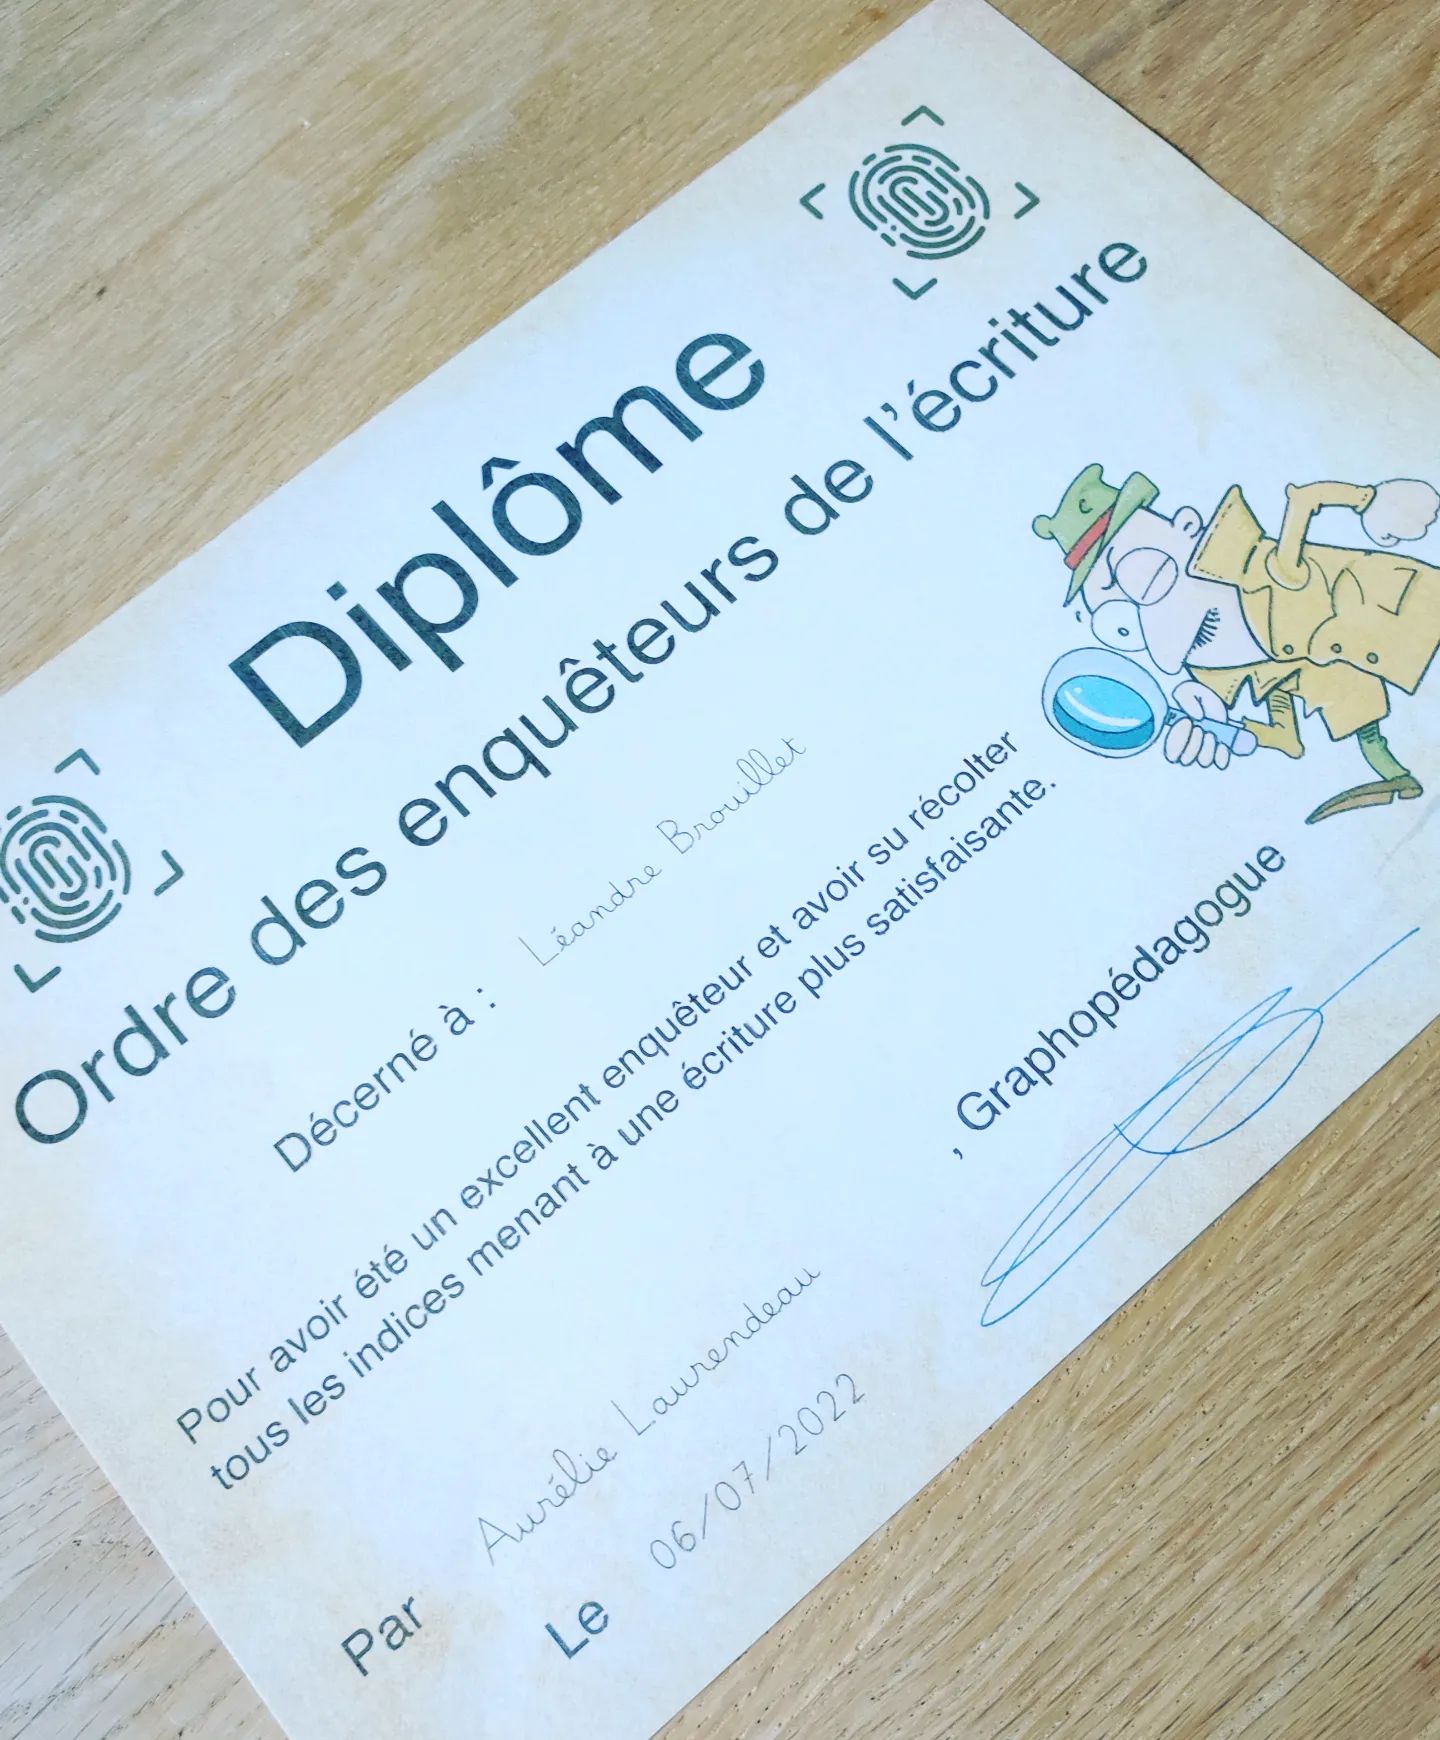 Diplôme
Ordre des enquêteurs de l'écriture
Décerné à : Léandre Brouillet
Pour avoir été un excellent enquêteur et avoir su récolter
tous les indices menant à une écriture plus satisfaisante.
Par Aurélie Laurendeau , Graphopédagogue
Le 06/07/2022